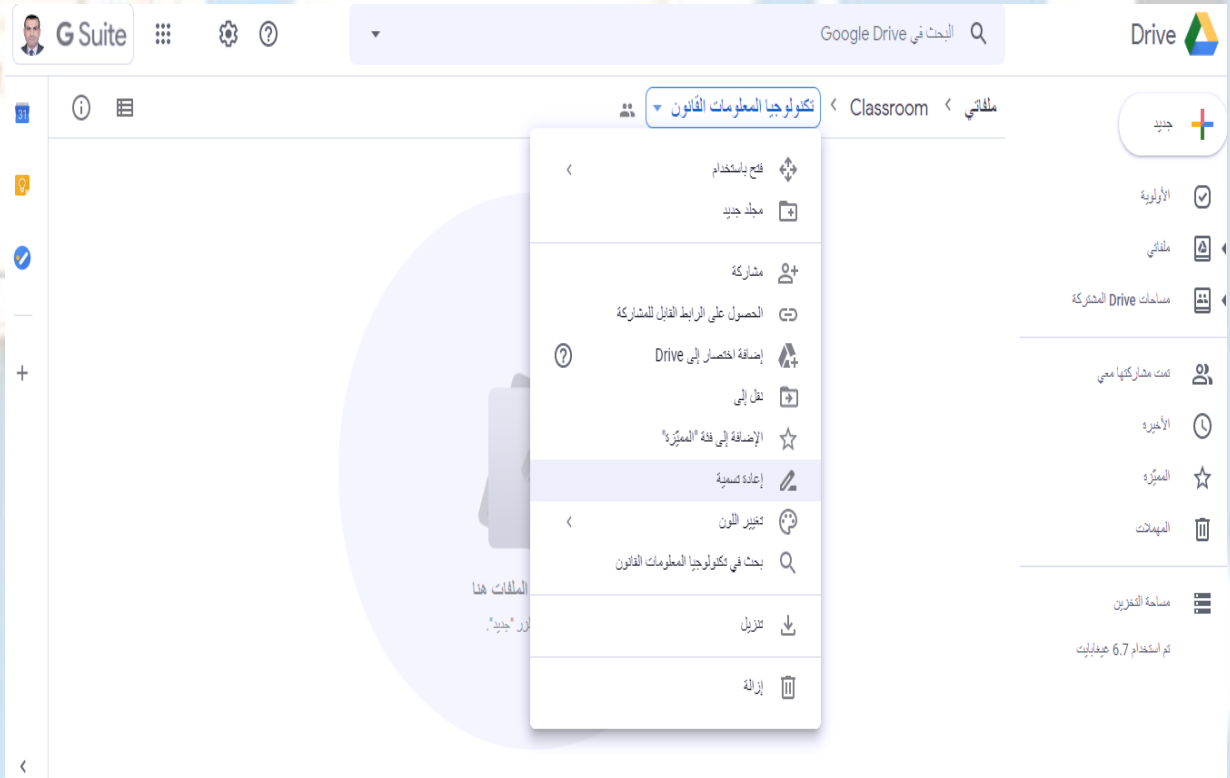 Drive
البحث في Google Drive
G Suite
ملفاتي > Classroom > تكنولوجيا المعلومات القانون
جديد
الأولوية
ملفاتي
مساحات Drive المشتركة
تمت مشاركتها معي
الأخيرة
المميّزة
المهملات
مساحة التخزين
تم استخدام 6.7 غيغابايت
فتح باستخدام
مجلد جديد
مشاركة
الحصول على الرابط القابل للمشاركة
إضافة اختصار إلى Drive
نقل إلى
الإضافة إلى فئة "المميّزة"
إعادة تسمية
تغيير اللون
بحث في تكنولوجيا المعلومات القانون
تنزيل
إزالة
الملفات هنا
"جديد".
31